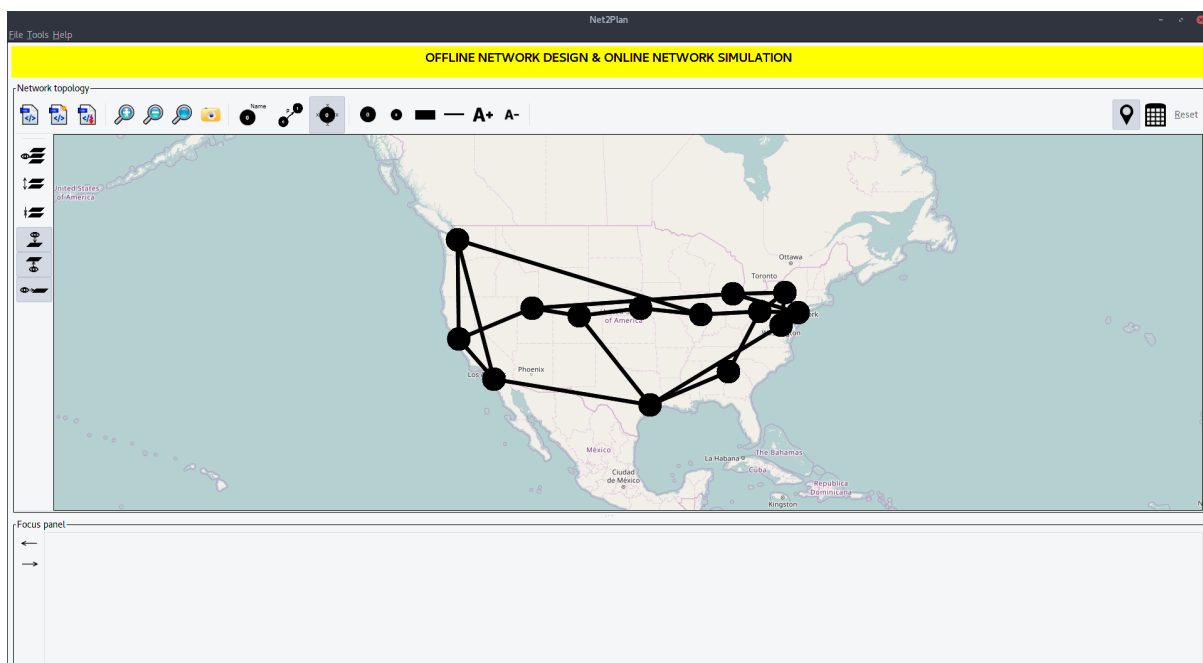 Net2Plan
File Tools Help
OFFLINE NETWORK DESIGN & ONLINE NETWORK SIMULATION
Network topology
Name
A+ A-
Reset
United States
of America
Ottawa
Toronto
of America
Phoenix
México
Ciudad
de México
La Habana
The Bahamas
Cuba
República
Dominicana
Kingston
Focus panel